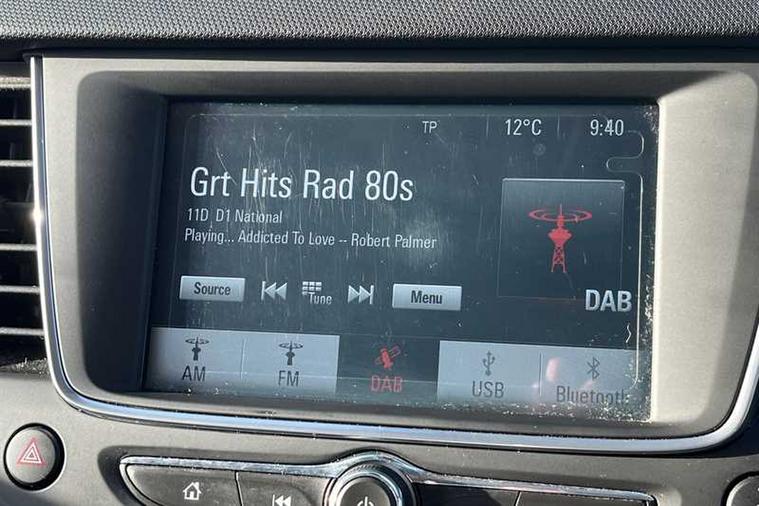 TP 12°C 9:40
Grt Hits Rad 80s
11D D1 National
Playing... Addicted To Love -- Robert Palmer
Source Tune Menu
DAB
AM FM DAB USB Bluetooth